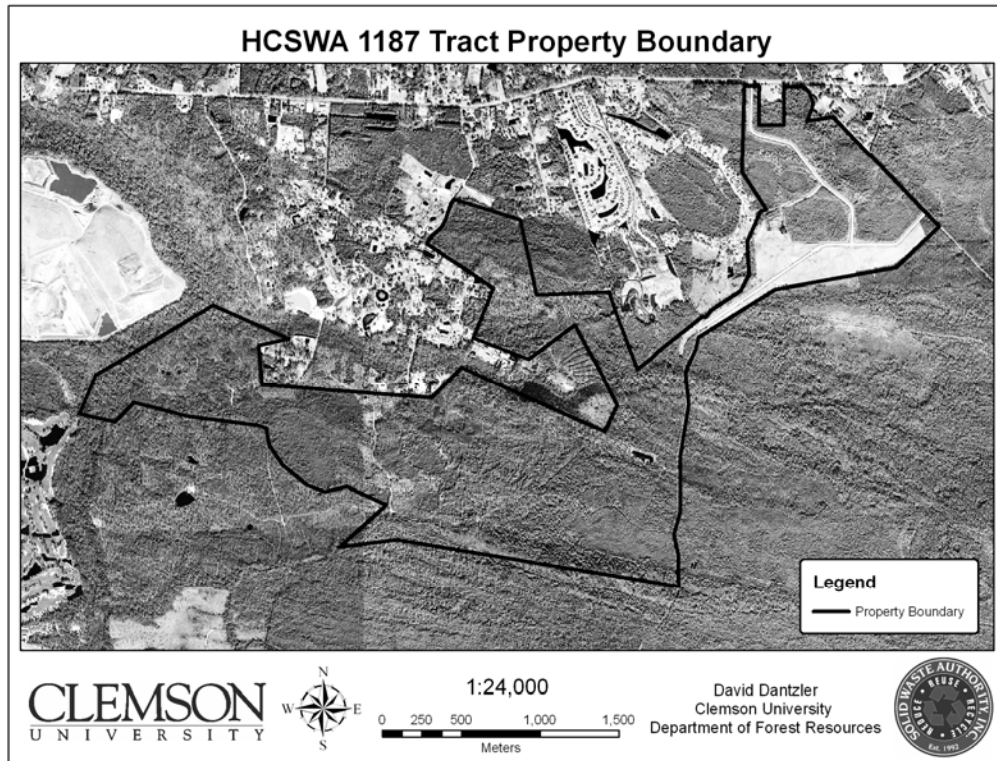 HCSWA 1187 Tract Property Boundary
Legend
Property Boundary
CLEMSON
UNIVERSITY
N
W E
S
1:24,000
0 250 500 1,000 1,500
Meters
David Dantzler
Clemson University
Department of Forest Resources
SOLID WASTE AUTHORITY, INC.
REDUCE REUSE RECYCLE
Est. 1992